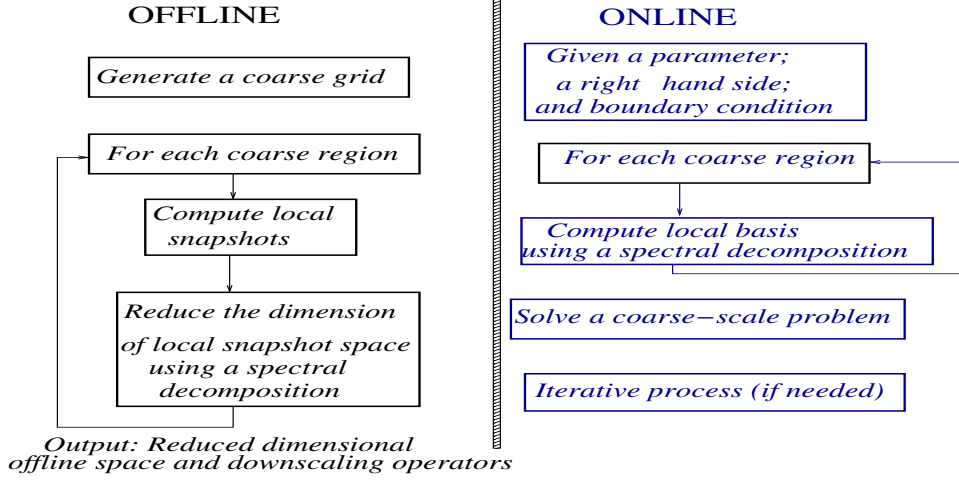 OFFLINE
Generate a coarse grid
For each coarse region
Compute local
snapshots
Reduce the dimension
of local snapshot space
using a spectral
decomposition
Output: Reduced dimensional
offline space and downscaling operators
ONLINE
Given a parameter;
a right hand side;
and boundary condition
For each coarse region
Compute local basis
using a spectral decomposition
Solve a coarse−scale problem
Iterative process (if needed)